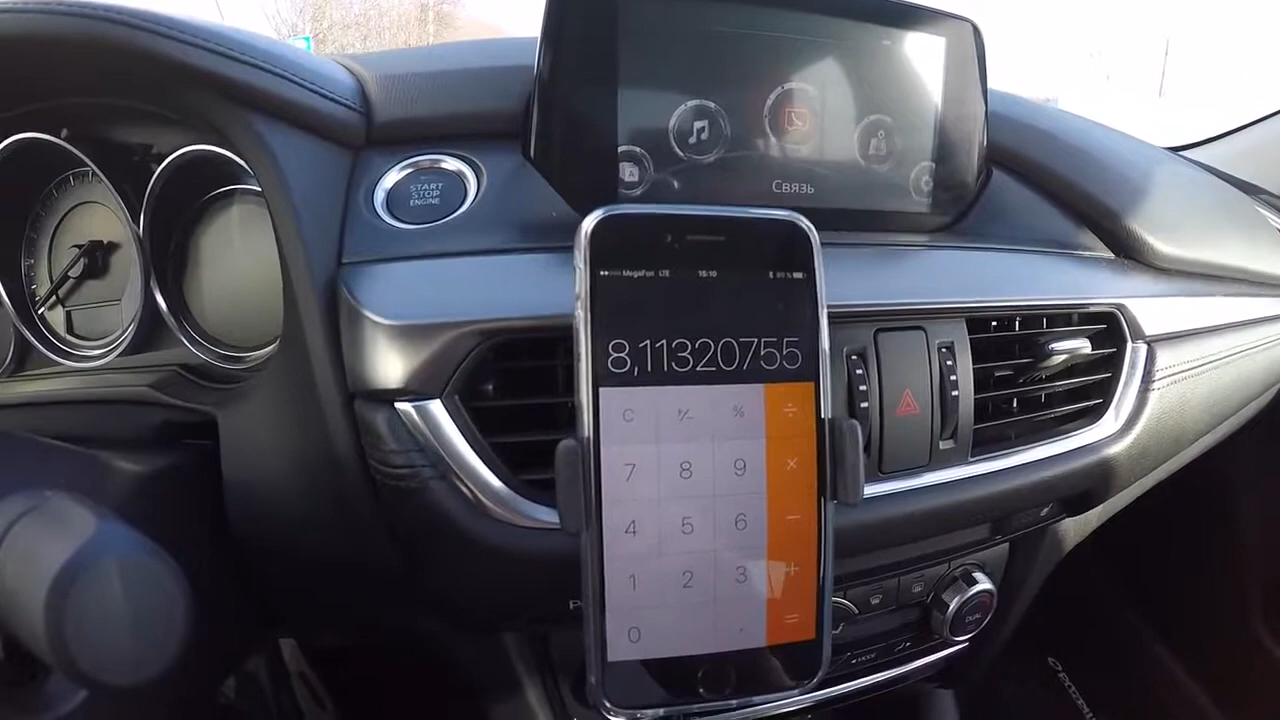 START
STOP
ENGINE
A
Связь
MegaFon LTE 15:10
8,11320755
C +/− % ÷
7 8 9 ×
4 5 6 −
1 2 3 +
0 , =
DUAL
MODE